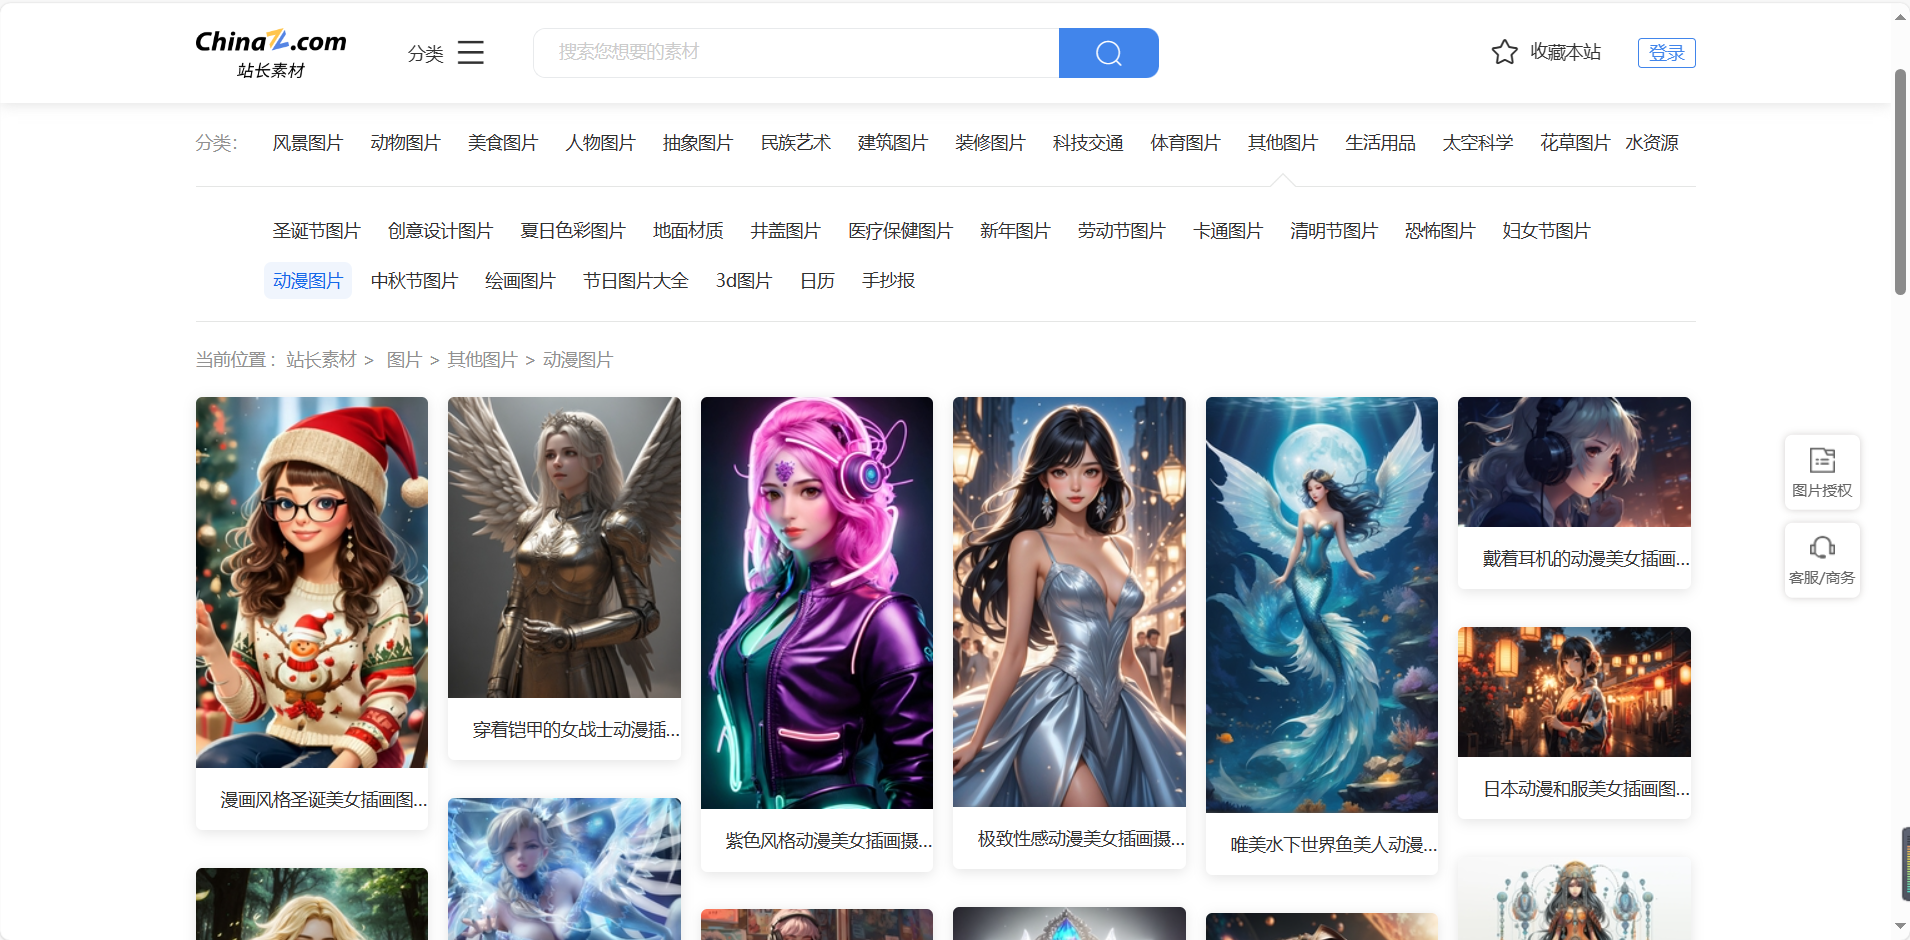 ChinaZ.com
站长素材
分类
搜索您想要的素材
收藏本站
登录
分类：
风景图片 动物图片 美食图片 人物图片 抽象图片 民族艺术 建筑图片 装修图片 科技交通 体育图片 其他图片 生活用品 太空科学 花草图片 水资源
圣诞节图片 创意设计图片 夏日色彩图片 地面材质 井盖图片 医疗保健图片 新年图片 劳动节图片 卡通图片 清明节图片 恐怖图片 妇女节图片
动漫图片 中秋节图片 绘画图片 节日图片大全 3d图片 日历 手抄报
当前位置：站长素材 > 图片 > 其他图片 > 动漫图片
漫画风格圣诞美女插画图...
穿着铠甲的女战士动漫插...
紫色风格动漫美女插画摄...
极致性感动漫美女插画摄...
唯美水下世界鱼美人动漫...
戴着耳机的动漫美女插画...
日本动漫和服美女插画图...
图片授权
客服/商务